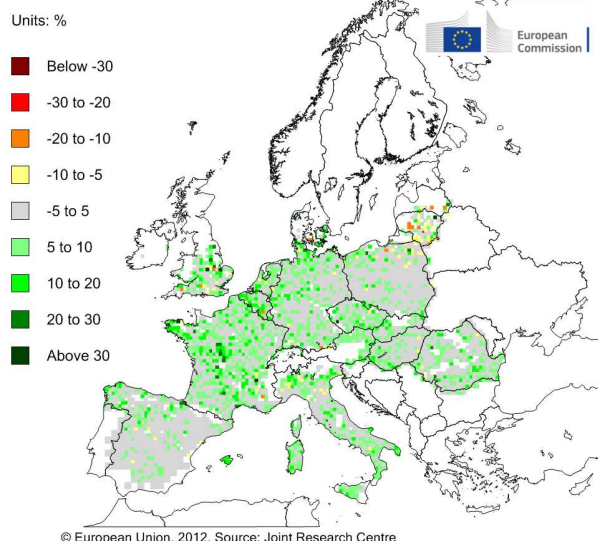 Units: %
European
Commission
Below -30
-30 to -20
-20 to -10
-10 to -5
-5 to 5
5 to 10
10 to 20
20 to 30
Above 30
© European Union, 2012. Source: Joint Research Centre